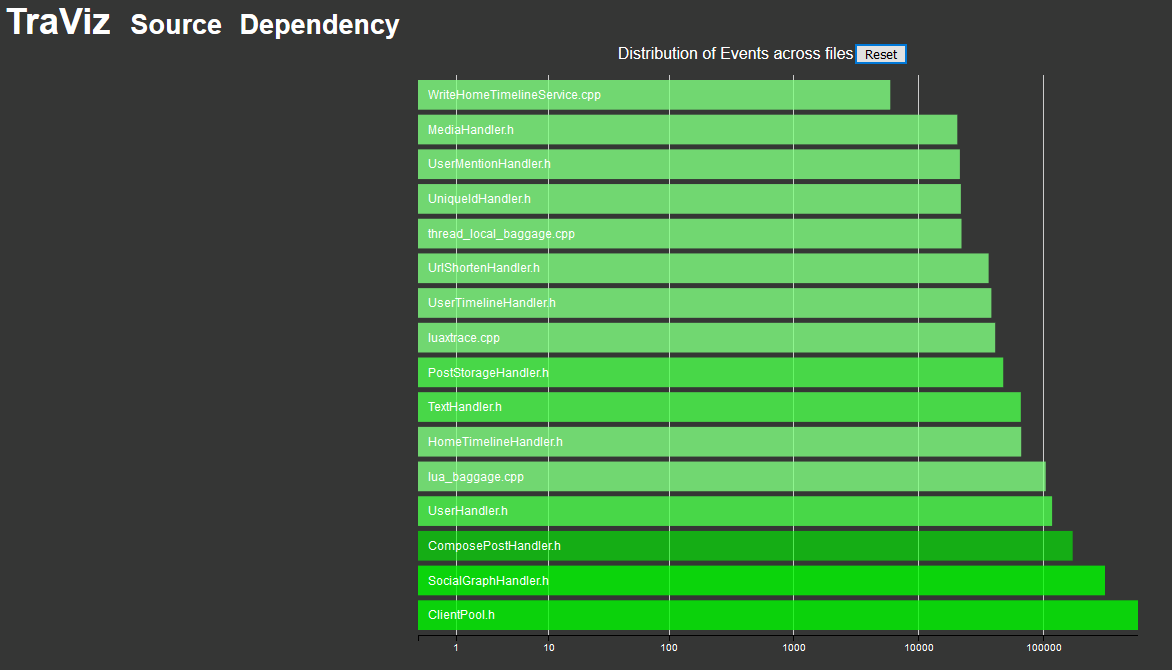 TraViz Source Dependency
Distribution of Events across files Reset
WriteHomeTimelineService.cpp
MediaHandler.h
UserMentionHandler.h
UniqueIdHandler.h
thread_local_baggage.cpp
UrlShortenHandler.h
UserTimelineHandler.h
luaxtrace.cpp
PostStorageHandler.h
TextHandler.h
HomeTimelineHandler.h
lua_baggage.cpp
UserHandler.h
ComposePostHandler.h
SocialGraphHandler.h
ClientPool.h
1 10 100 1000 10000 100000